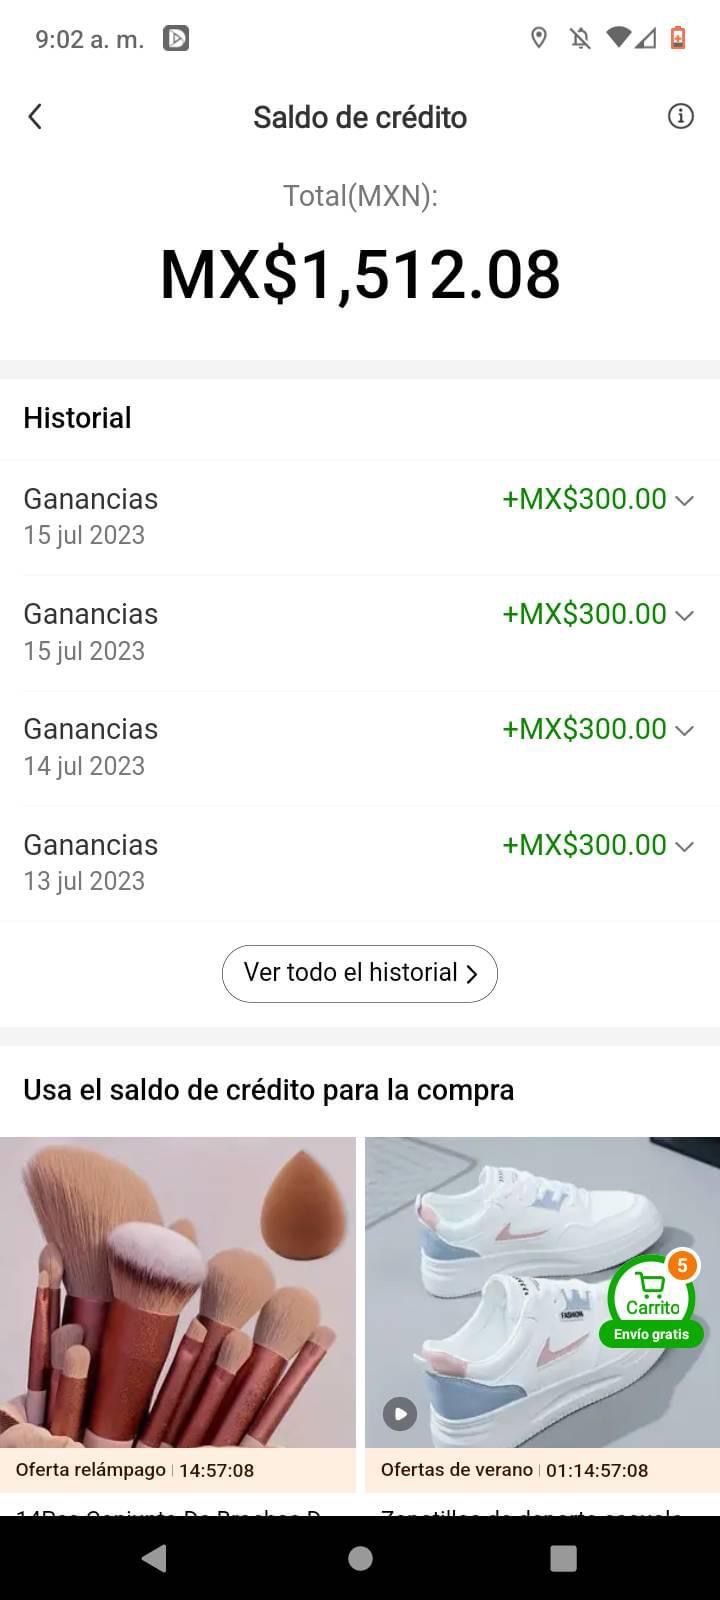 9:02 a. m.
Saldo de crédito
Total(MXN):
MX$1,512.08
Historial
Ganancias +MX$300.00
15 jul 2023
Ganancias +MX$300.00
15 jul 2023
Ganancias +MX$300.00
14 jul 2023
Ganancias +MX$300.00
13 jul 2023
Ver todo el historial
Usa el saldo de crédito para la compra
FASHION
5
Carrito
Envío gratis
Oferta relámpago | 14:57:08
Ofertas de verano | 01:14:57:08